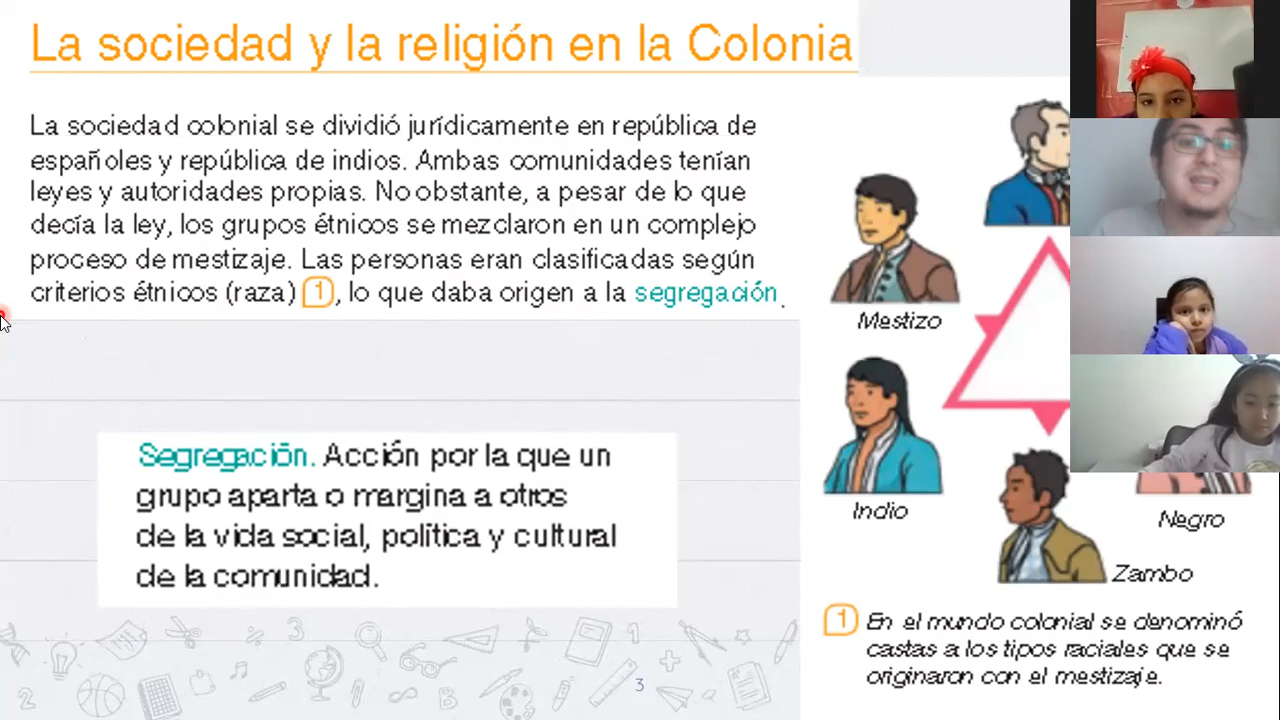 La sociedad y la religión en la Colonia
La sociedad colonial se dividió jurídicamente en república de
españoles y república de indios. Ambas comunidades tenían
leyes y autoridades propias. No obstante, a pesar de lo que
decía la ley, los grupos étnicos se mezclaron en un complejo
proceso de mestizaje. Las personas eran clasificadas según
criterios étnicos (raza) 1, lo que daba origen a la segregación.
Segregación. Acción por la que un
grupo aparta o margina a otros
de la vida social, política y cultural
de la comunidad.
3
Mestizo
Indio
Negro
Zambo
1 En el mundo colonial se denominó
castas a los tipos raciales que se
originaron con el mestizaje.